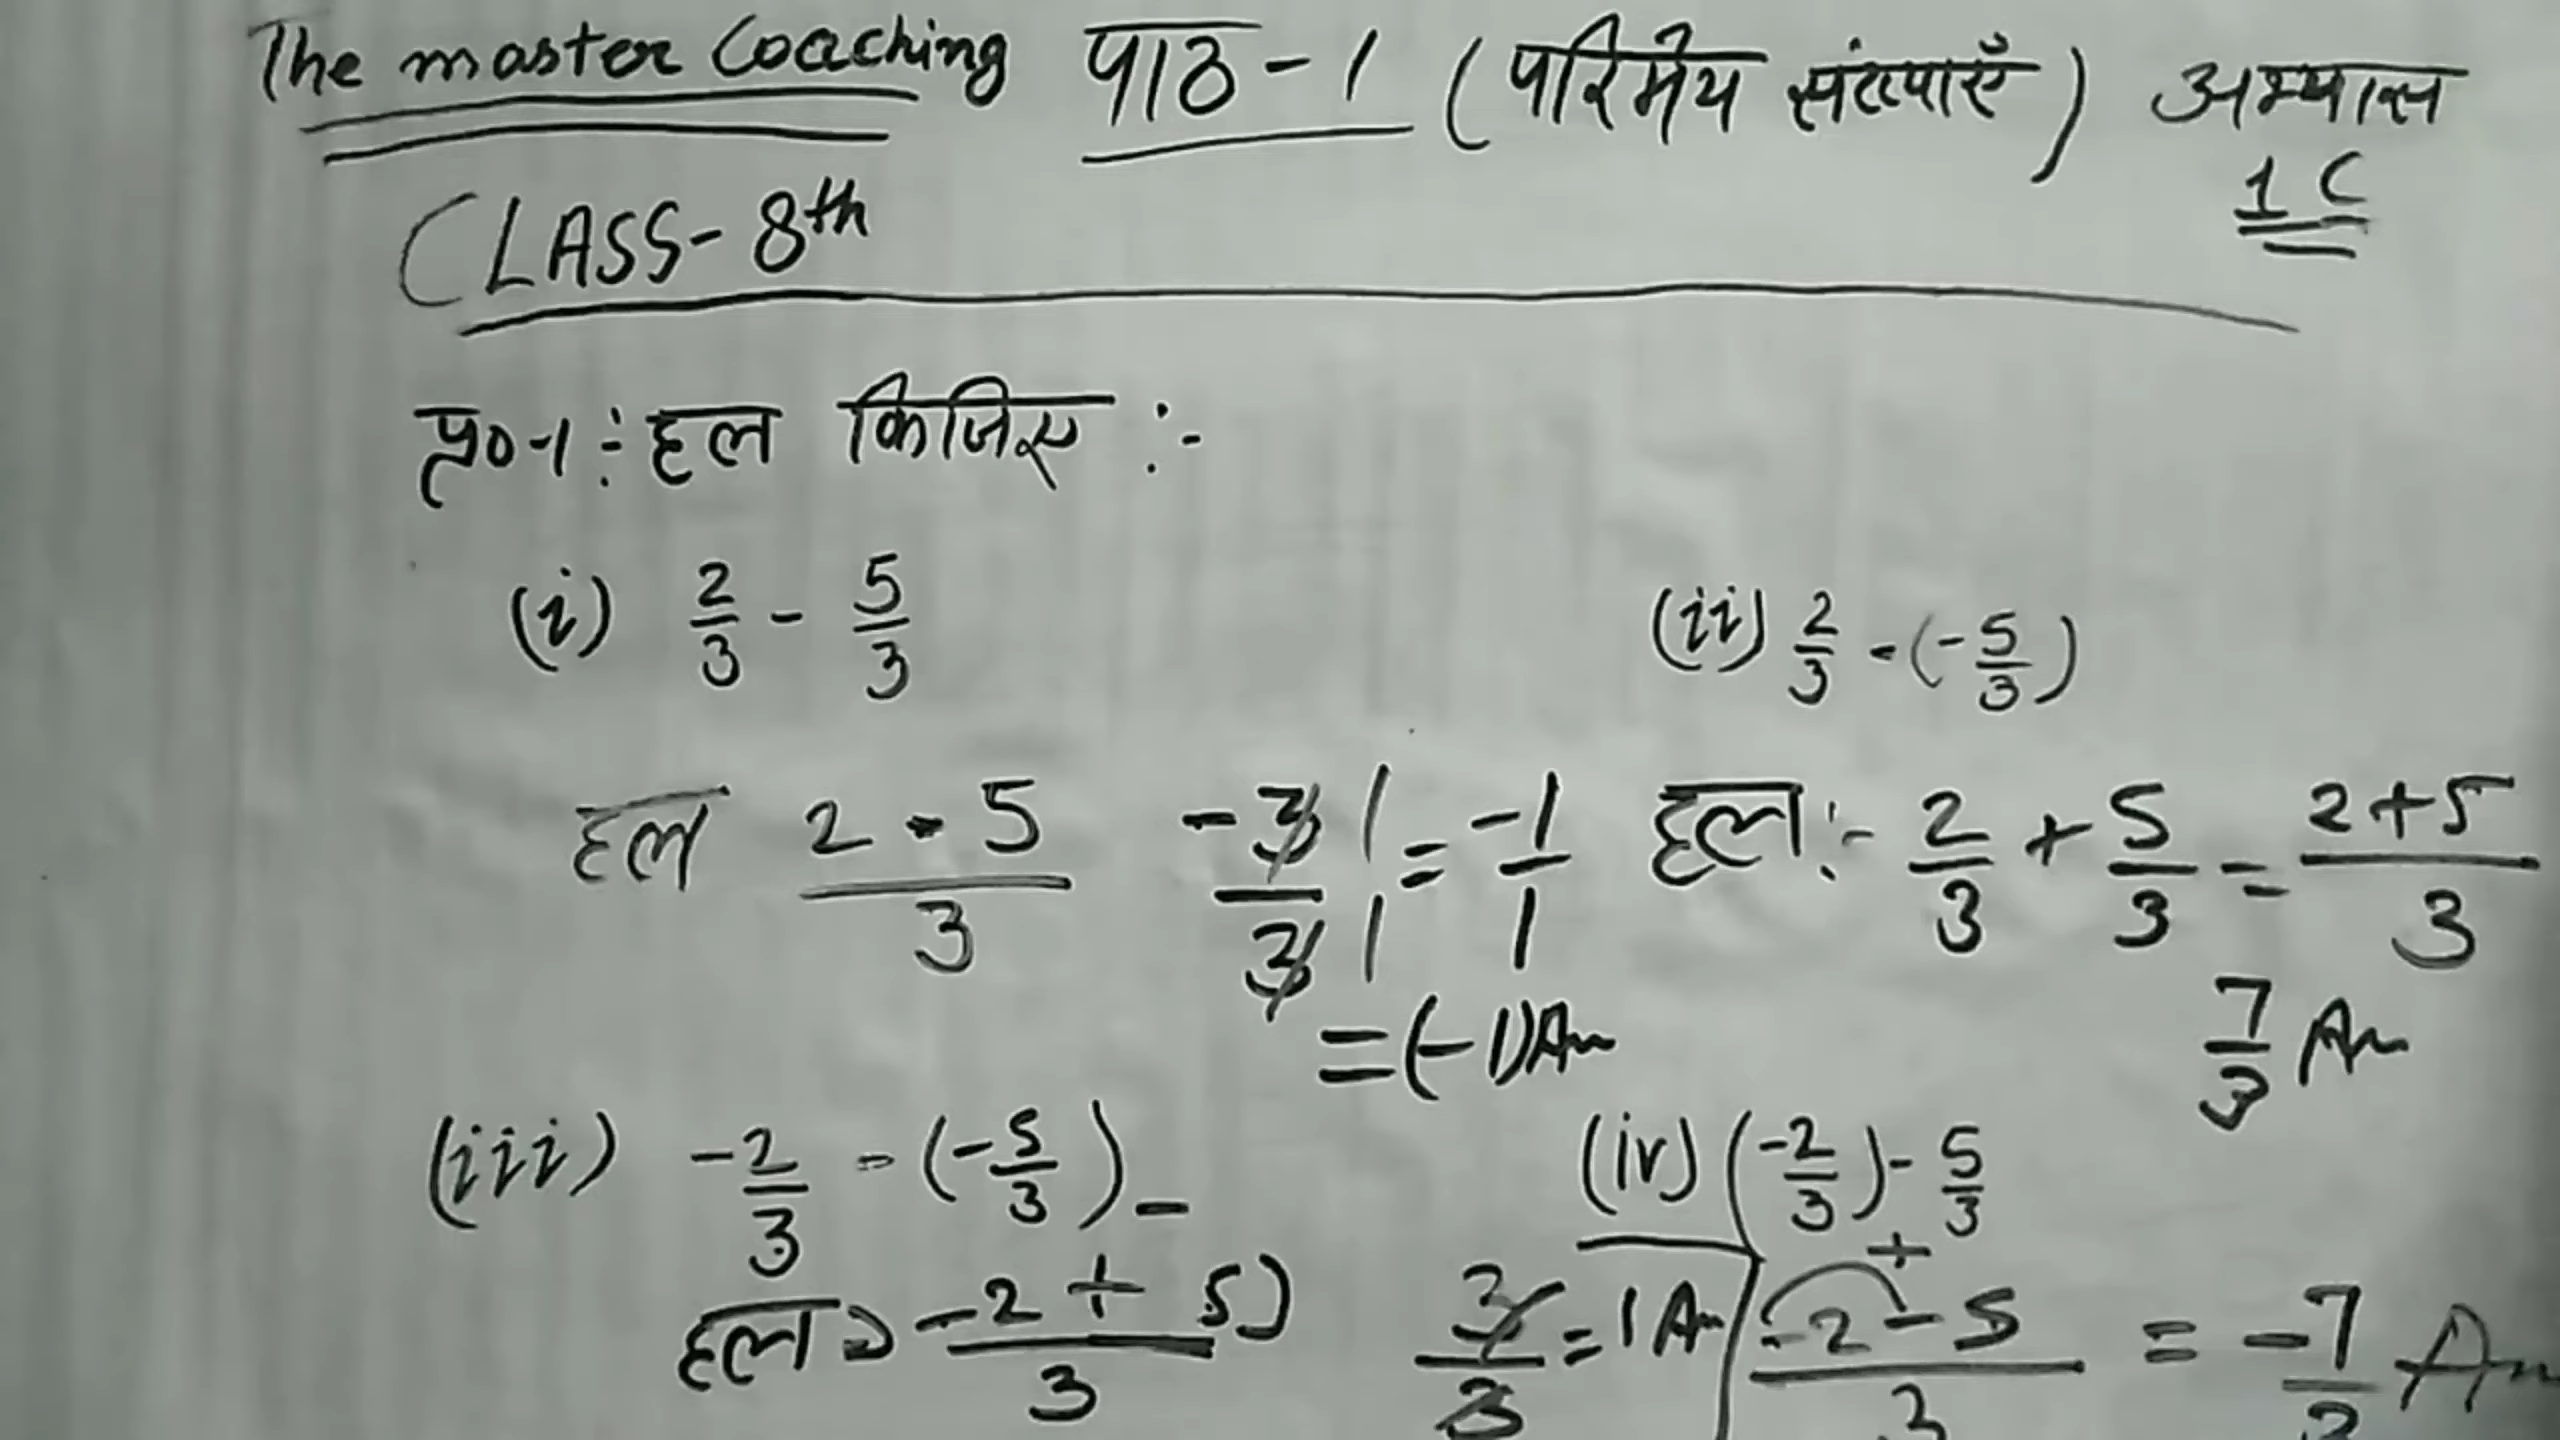 The master Coaching पाठ - 1 (परिमेय संख्याएँ) अभ्यास
1C
CLASS- 8th
प्र०-1 :- हल किजिए :-
(i) 2/3 - 5/3
(ii) 2/3 - (-5/3)
हल (2 - 5)/3 -3/3 1/1 = -1/1
= (-1) An
हल :- 2/3 + 5/3 = (2+5)/3
7/3 An
(iii) -2/3 - (-5/3) -
हल (-2 + 5)/3 3/3 = 1 An
(iv) (-2/3) - 5/3
+
(-2 - 5)/3 = -7/3 An